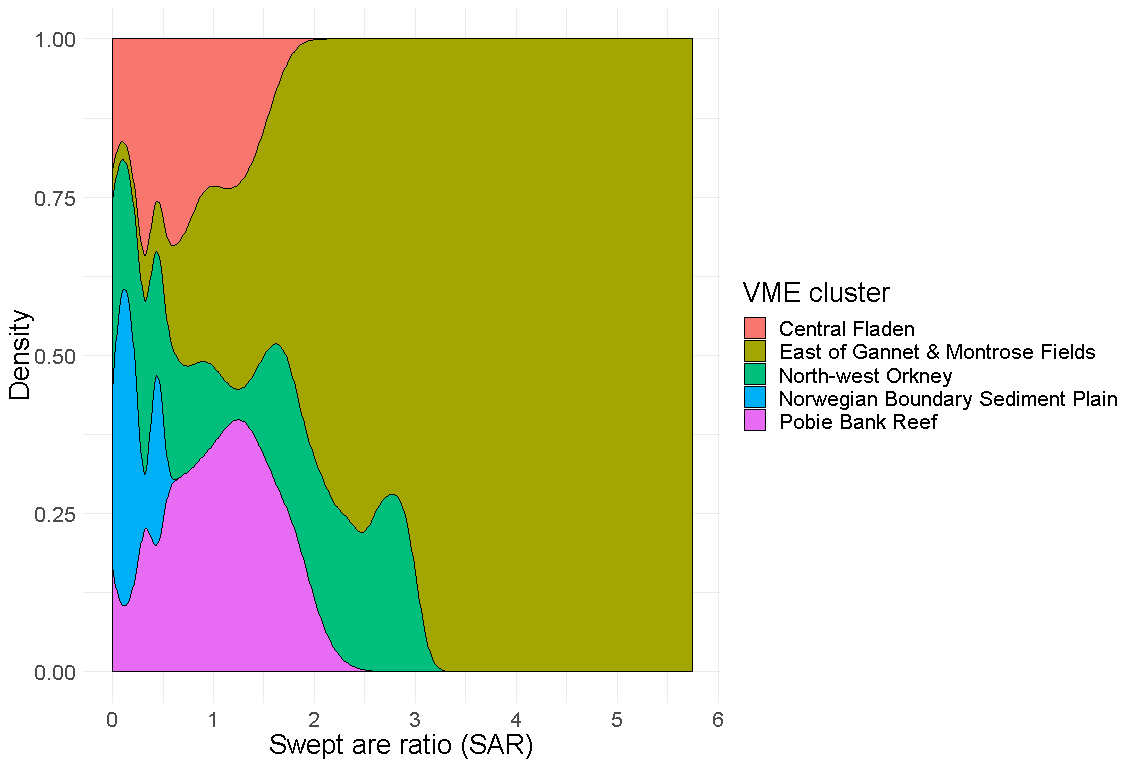 1.00
0.75
0.50
0.25
0.00
Density
0
1
2
3
4
5
6
Swept are ratio (SAR)
VME cluster
Central Fladen
East of Gannet & Montrose Fields
North-west Orkney
Norwegian Boundary Sediment Plain
Pobie Bank Reef